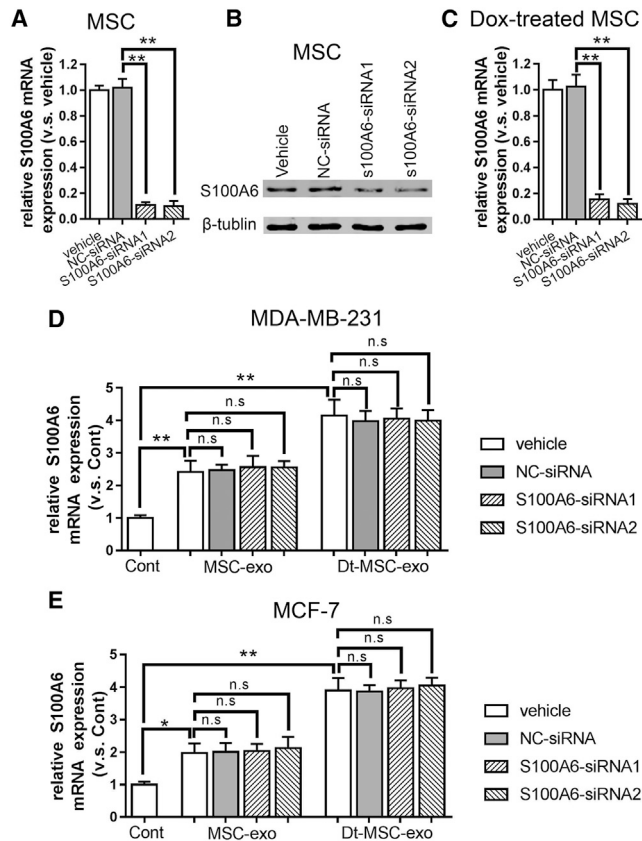 A
MSC
relative S100A6 mRNA
expression (v.s. vehicle)
1.2
1.0
0.8
0.6
0.4
0.2
0.0
**
**
vehicle
NC-siRNA
S100A6-siRNA1
S100A6-siRNA2
B
MSC
Vehicle
NC-siRNA
s100A6-siRNA1
s100A6-siRNA2
S100A6
β-tublin
C
Dox-treated MSC
relative S100A6 mRNA
expression (v.s. vehicle)
1.2
1.0
0.8
0.6
0.4
0.2
0.0
**
**
vehicle
NC-siRNA
S100A6-siRNA1
S100A6-siRNA2
D
MDA-MB-231
relative S100A6
mRNA expression
(v.s. Cont)
5
4
3
2
1
0
**
**
n.s
n.s
n.s
n.s
n.s
n.s
Cont
MSC-exo
Dt-MSC-exo
vehicle
NC-siRNA
S100A6-siRNA1
S100A6-siRNA2
E
MCF-7
relative S100A6
mRNA expression
(v.s. Cont)
5
4
3
2
1
0
*
**
n.s
n.s
n.s
n.s
n.s
n.s
Cont
MSC-exo
Dt-MSC-exo
vehicle
NC-siRNA
S100A6-siRNA1
S100A6-siRNA2